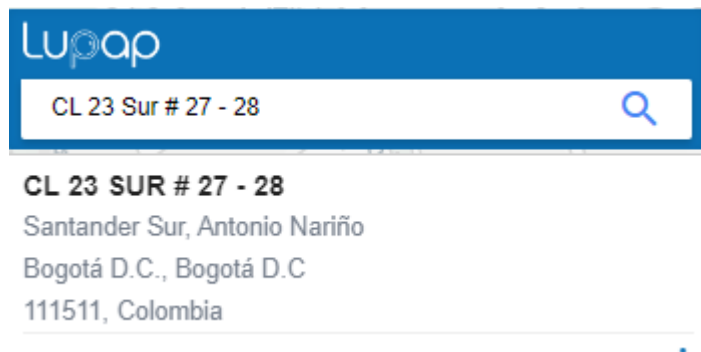 Lupap
CL 23 Sur # 27 - 28
CL 23 SUR # 27 - 28
Santander Sur, Antonio Nariño
Bogotá D.C., Bogotá D.C
111511, Colombia